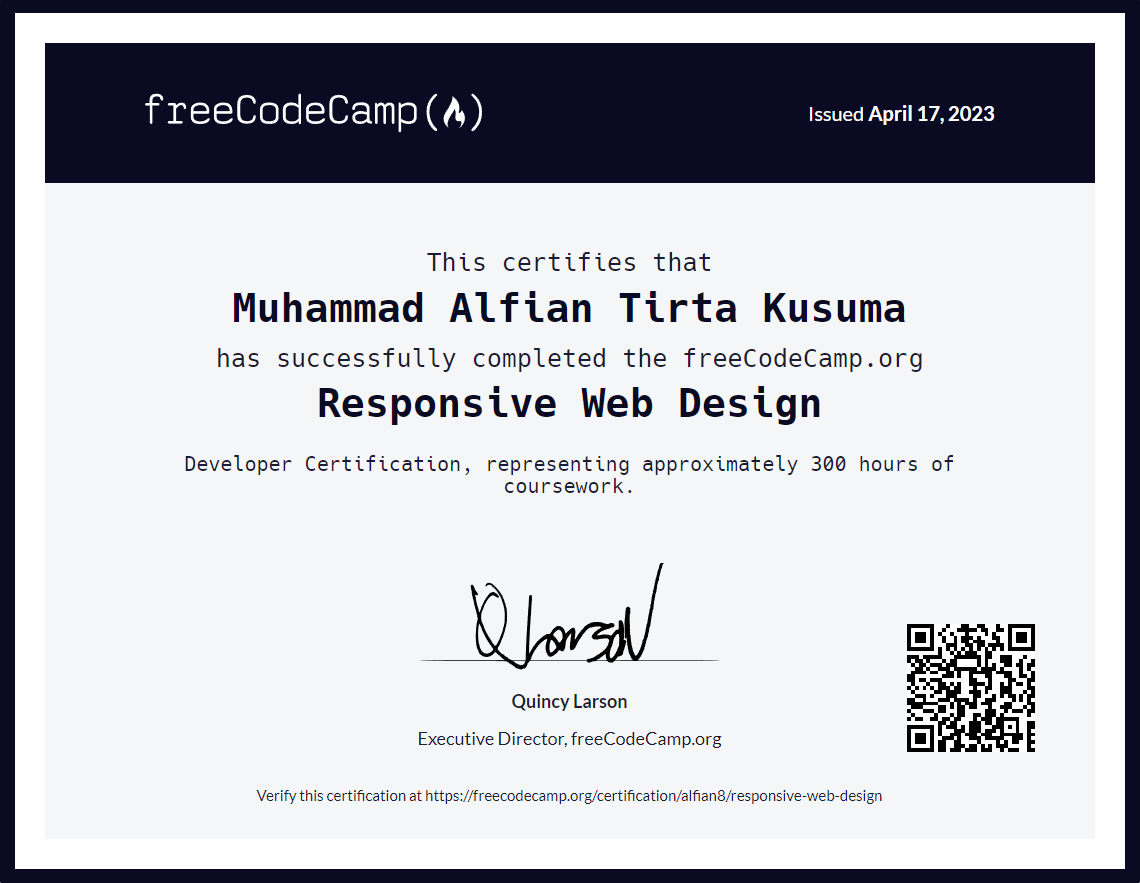 freeCodeCamp(🔥)
Issued April 17, 2023
This certifies that
Muhammad Alfian Tirta Kusuma
has successfully completed the freeCodeCamp.org
Responsive Web Design
Developer Certification, representing approximately 300 hours of
coursework.
Q Larson
Quincy Larson
Executive Director, freeCodeCamp.org
Verify this certification at https://freecodecamp.org/certification/alfian8/responsive-web-design